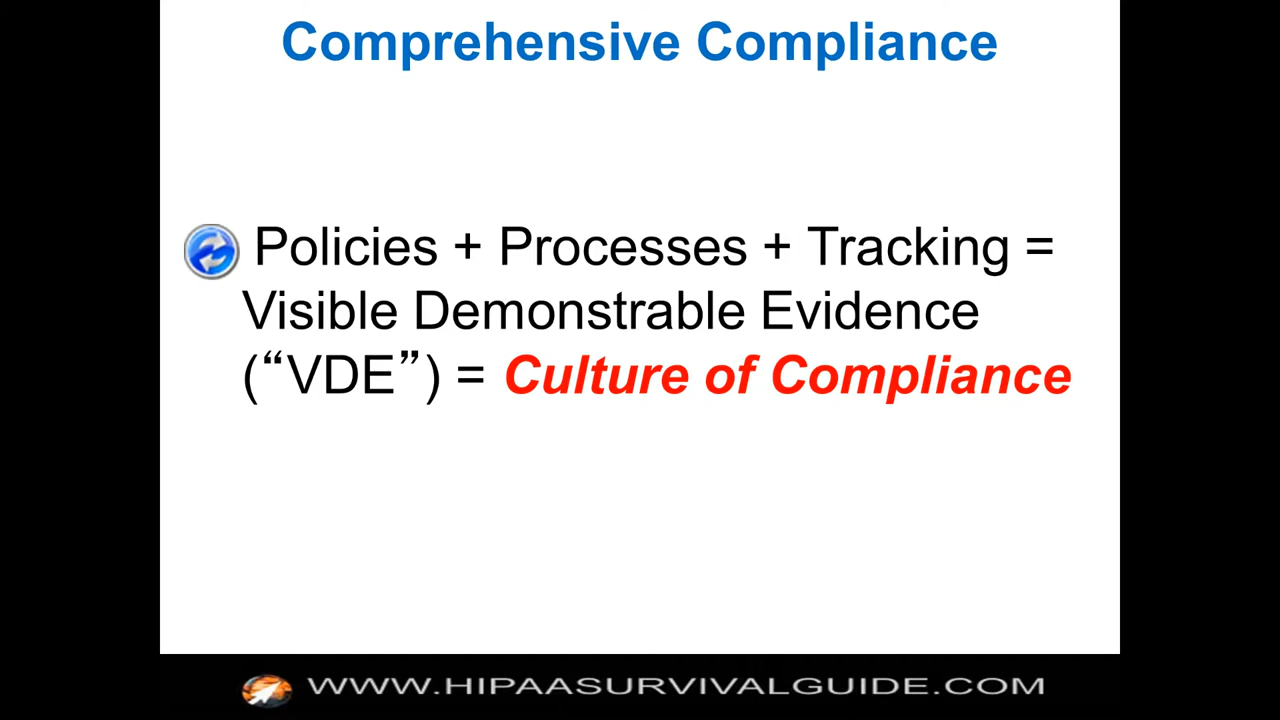 Comprehensive Compliance
Policies + Processes + Tracking =
Visible Demonstrable Evidence
(“VDE”) = Culture of Compliance
WWW.HIPAASURVIVALGUIDE.COM